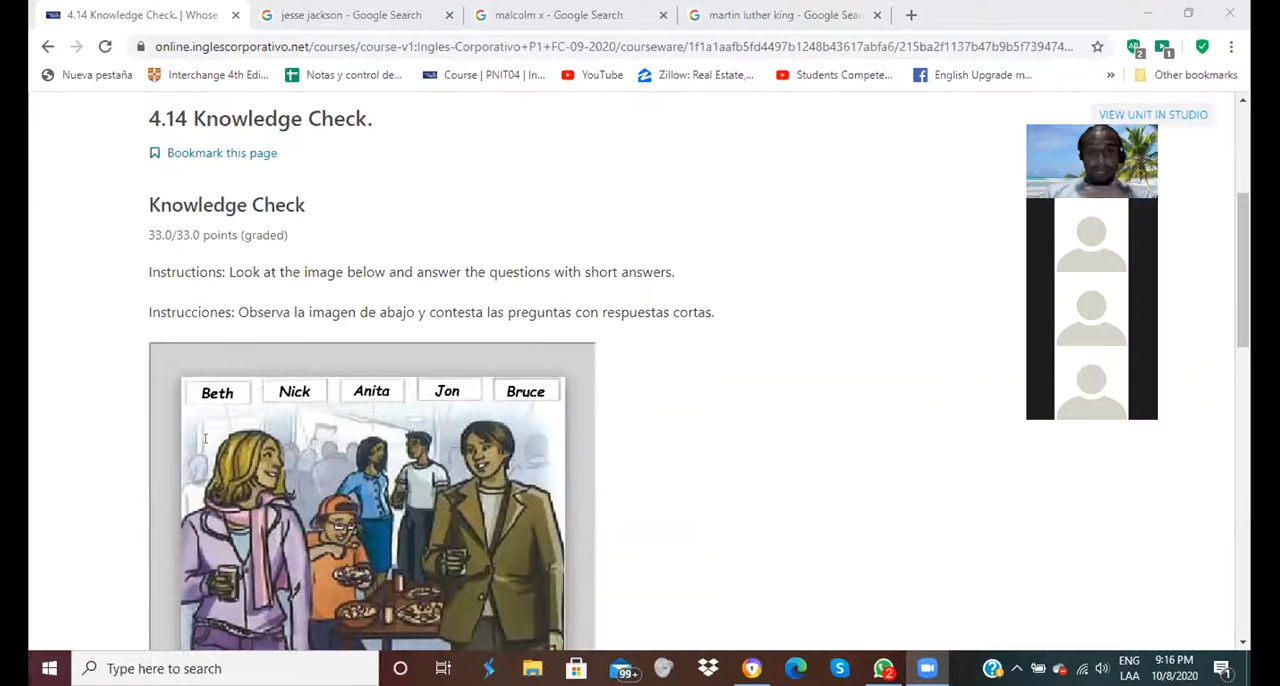 4.14 Knowledge Check. | Whose
jesse jackson - Google Search
malcolm x - Google Search
martin luther king - Google Sea
online.inglescorporativo.net/courses/course-v1:Ingles-Corporativo+P1+FC-09-2020/courseware/1f1a1aafb5fd4497b1248b43617abfa6/215ba2f1137b47b9b5f739474...
Nueva pestaña
Interchange 4th Edi...
Notas y control de...
Course | PNIT04 | In...
YouTube
Zillow: Real Estate,...
Students Compete...
English Upgrade m...
»
Other bookmarks
4.14 Knowledge Check.
VIEW UNIT IN STUDIO
Bookmark this page
Knowledge Check
33.0/33.0 points (graded)
Instructions: Look at the image below and answer the questions with short answers.
Instrucciones: Observa la imagen de abajo y contesta las preguntas con respuestas cortas.
Beth Nick Anita Jon Bruce
Type here to search
99+
2
ENG
LAA
9:16 PM
10/8/2020
1